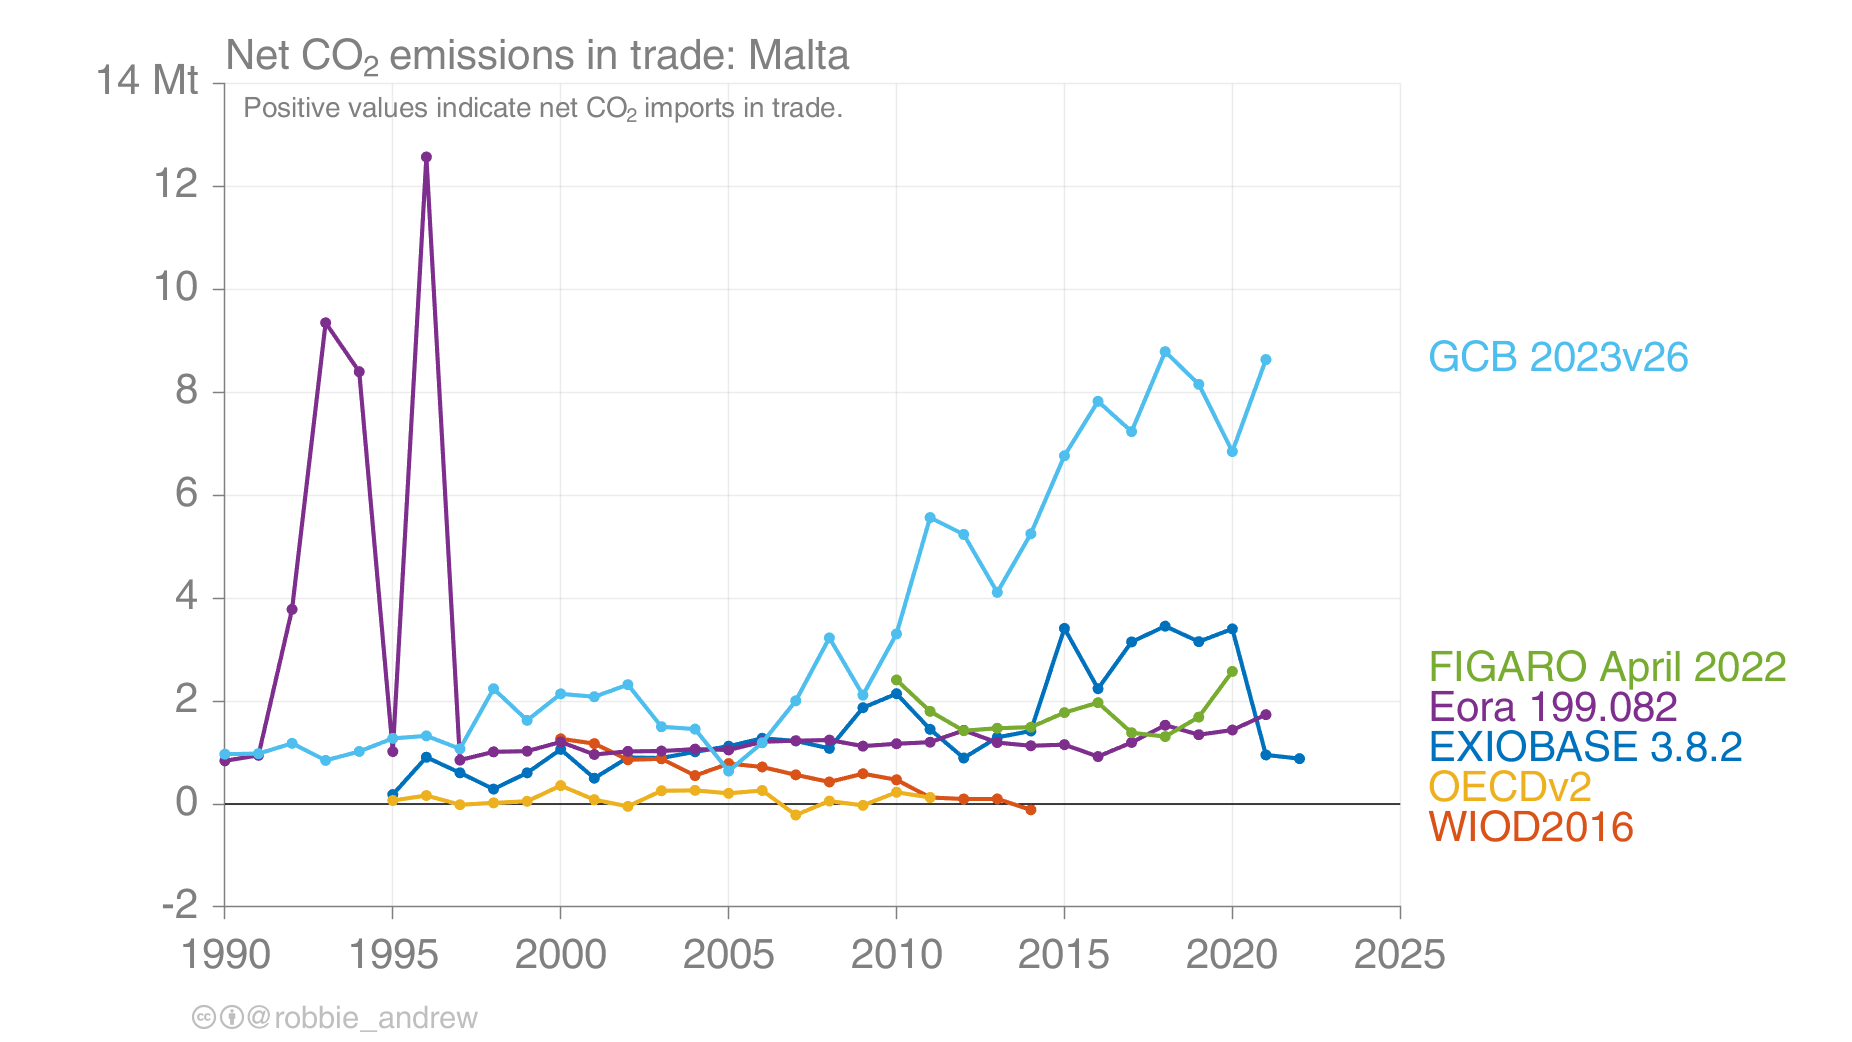 Net CO₂ emissions in trade: Malta
14 Mt
Positive values indicate net CO₂ imports in trade.
12
10
8
6
4
2
0
-2
GCB 2023v26
FIGARO April 2022
Eora 199.082
EXIOBASE 3.8.2
OECDv2
WIOD2016
1990 1995 2000 2005 2010 2015 2020 2025
@robbie_andrew